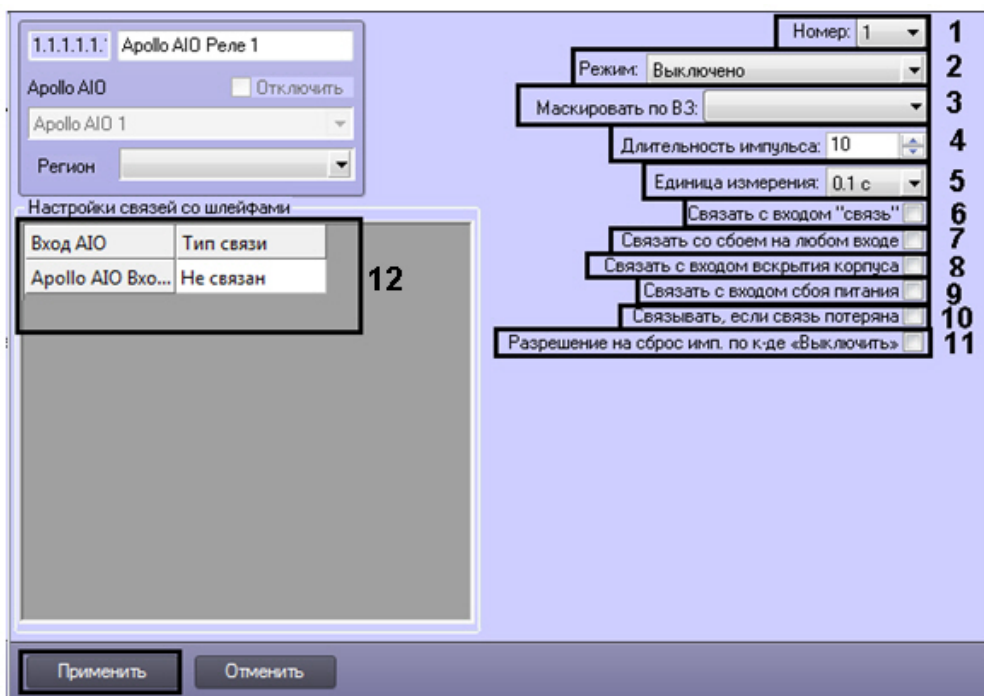 1.1.1.1.1 Apollo AIO Реле 1
Apollo AIO Отключить
Apollo AIO 1
Регион
Настройки связей со шлейфами
Вход AIO Тип связи
Apollo AIO Вхо... Не связан
12
Номер: 1 1
Режим: Выключено 2
Маскировать по ВЗ: 3
Длительность импульса: 10 4
Единица измерения: 0.1 с 5
Связать с входом "связь" 6
Связать со сбоем на любом входе 7
Связать с входом вскрытия корпуса 8
Связать с входом сбоя питания 9
Связывать, если связь потеряна 10
Разрешение на сброс имп. по к-де «Выключить» 11
Применить Отменить